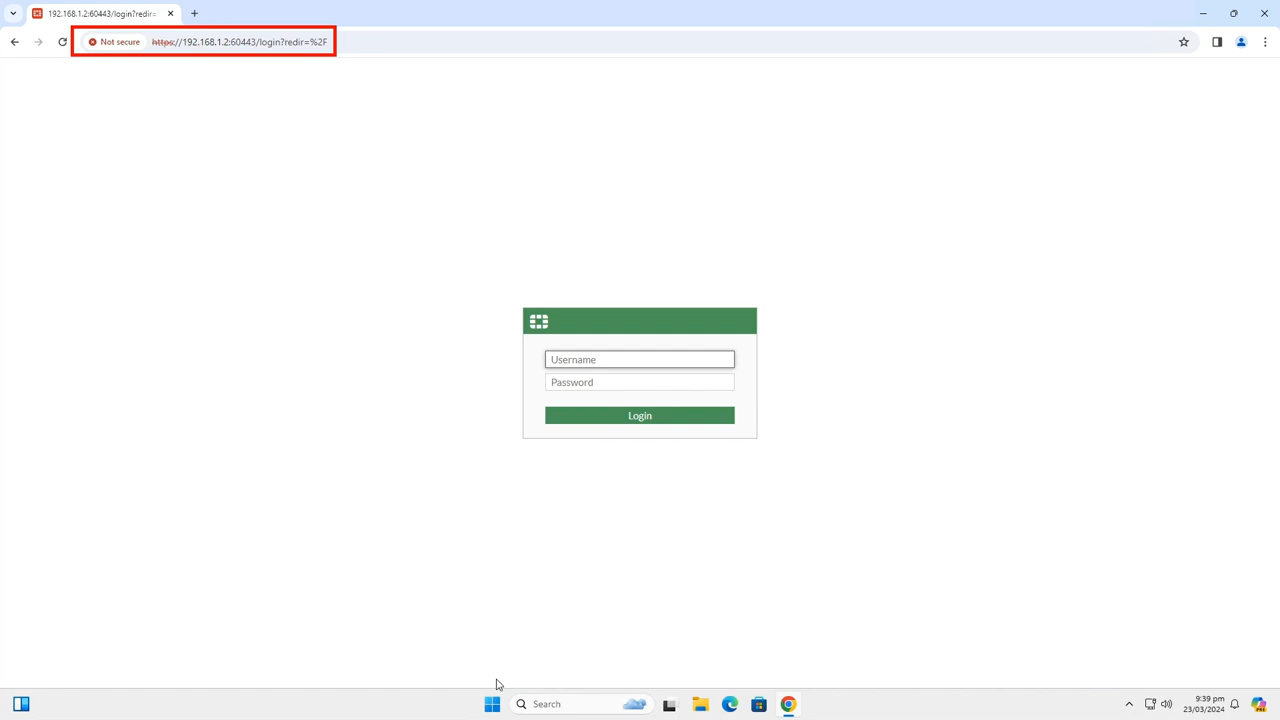 192.168.1.2:60443/login?redir=
Not secure https://192.168.1.2:60443/login?redir=%2F
Username
Password
Login
Search
9:39 pm
23/03/2024